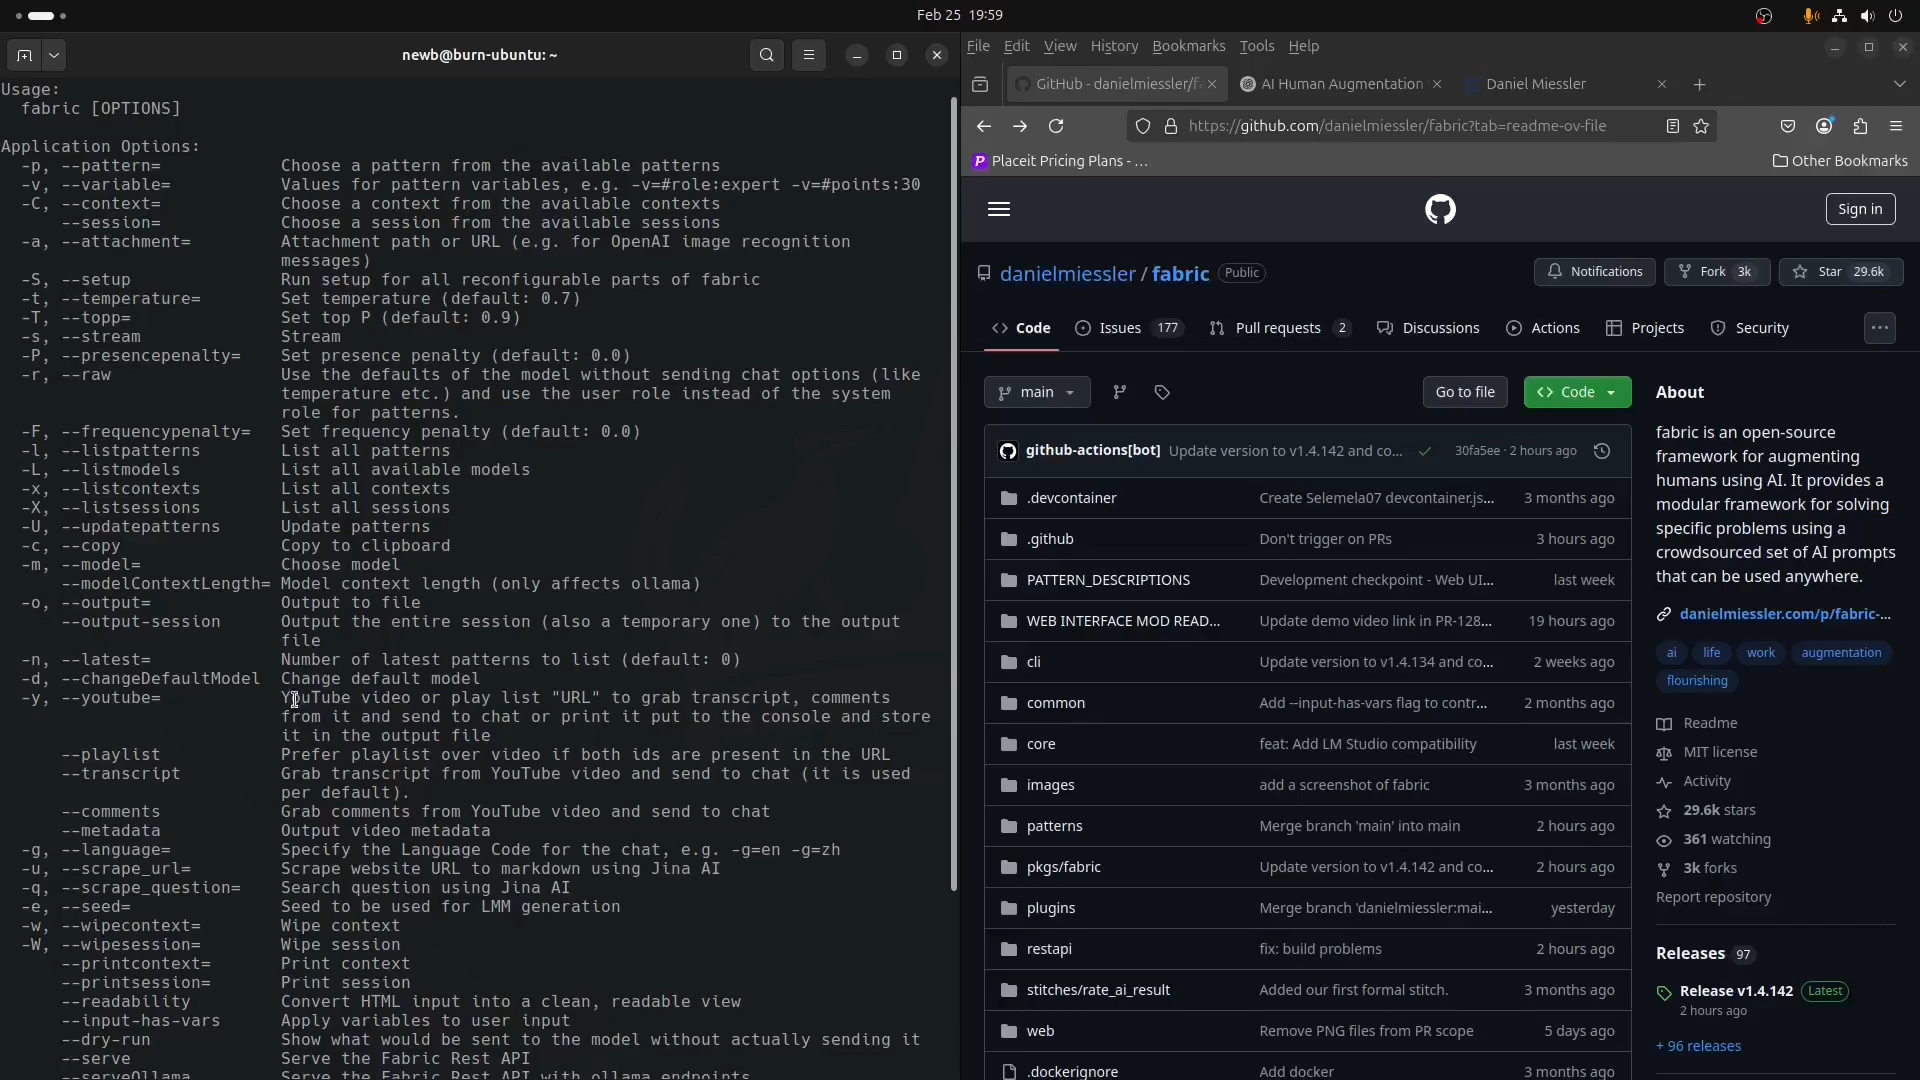 Feb 25 19:59
newb@burn-ubuntu: ~
Usage:
fabric [OPTIONS]
Application Options:
-p, --pattern= Choose a pattern from the available patterns
-v, --variable= Values for pattern variables, e.g. -v=#role:expert -v=#points:30
-C, --context= Choose a context from the available contexts
--session= Choose a session from the available sessions
-a, --attachment= Attachment path or URL (e.g. for OpenAI image recognition
messages)
-S, --setup Run setup for all reconfigurable parts of fabric
-t, --temperature= Set temperature (default: 0.7)
-T, --topp= Set top P (default: 0.9)
-s, --stream Stream
-P, --presencepenalty= Set presence penalty (default: 0.0)
-r, --raw Use the defaults of the model without sending chat options (like
temperature etc.) and use the user role instead of the system
role for patterns.
-F, --frequencypenalty= Set frequency penalty (default: 0.0)
-l, --listpatterns List all patterns
-L, --listmodels List all available models
-x, --listcontexts List all contexts
-X, --listsessions List all sessions
-U, --updatepatterns Update patterns
-c, --copy Copy to clipboard
-m, --model= Choose model
--modelContextLength= Model context length (only affects ollama)
-o, --output= Output to file
--output-session Output the entire session (also a temporary one) to the output
file
-n, --latest= Number of latest patterns to list (default: 0)
-d, --changeDefaultModel Change default model
-y, --youtube= YouTube video or play list "URL" to grab transcript, comments
from it and send to chat or print it put to the console and store
it in the output file
--playlist Prefer playlist over video if both ids are present in the URL
--transcript Grab transcript from YouTube video and send to chat (it is used
per default).
--comments Grab comments from YouTube video and send to chat
--metadata Output video metadata
-g, --language= Specify the Language Code for the chat, e.g. -g=en -g=zh
-u, --scrape_url= Scrape website URL to markdown using Jina AI
-q, --scrape_question= Search question using Jina AI
-e, --seed= Seed to be used for LMM generation
-w, --wipecontext= Wipe context
-W, --wipesession= Wipe session
--printcontext= Print context
--printsession= Print session
--readability Convert HTML input into a clean, readable view
--input-has-vars Apply variables to user input
--dry-run Show what would be sent to the model without actually sending it
--serve Serve the Fabric Rest API
--serveOllama Serve the Fabric Rest API with ollama endpoints
File Edit View History Bookmarks Tools Help
GitHub - danielmiessler/fa
AI Human Augmentation
Daniel Miessler
https://github.com/danielmiessler/fabric?tab=readme-ov-file
Placeit Pricing Plans - …
Other Bookmarks
Sign in
danielmiessler / fabric Public
Notifications
Fork 3k
Star 29.6k
Code
Issues 177
Pull requests 2
Discussions
Actions
Projects
Security
main
Go to file
Code
github-actions[bot] Update version to v1.4.142 and co... 30fa5ee · 2 hours ago
.devcontainer Create Selemela07 devcontainer.js... 3 months ago
.github Don't trigger on PRs 3 hours ago
PATTERN_DESCRIPTIONS Development checkpoint - Web UI... last week
WEB INTERFACE MOD READ... Update demo video link in PR-128... 19 hours ago
cli Update version to v1.4.134 and co... 2 weeks ago
common Add --input-has-vars flag to contr... 2 months ago
core feat: Add LM Studio compatibility last week
images add a screenshot of fabric 3 months ago
patterns Merge branch 'main' into main 2 hours ago
pkgs/fabric Update version to v1.4.142 and co... 2 hours ago
plugins Merge branch 'danielmiessler:mai... yesterday
restapi fix: build problems 2 hours ago
stitches/rate_ai_result Added our first formal stitch. 3 months ago
web Remove PNG files from PR scope 5 days ago
.dockerignore Add docker 3 months ago
About
fabric is an open-source
framework for augmenting
humans using AI. It provides a
modular framework for solving
specific problems using a
crowdsourced set of AI prompts
that can be used anywhere.
danielmiessler.com/p/fabric-...
ai life work augmentation
flourishing
Readme
MIT license
Activity
29.6k stars
361 watching
3k forks
Report repository
Releases 97
Release v1.4.142 Latest
2 hours ago
+ 96 releases